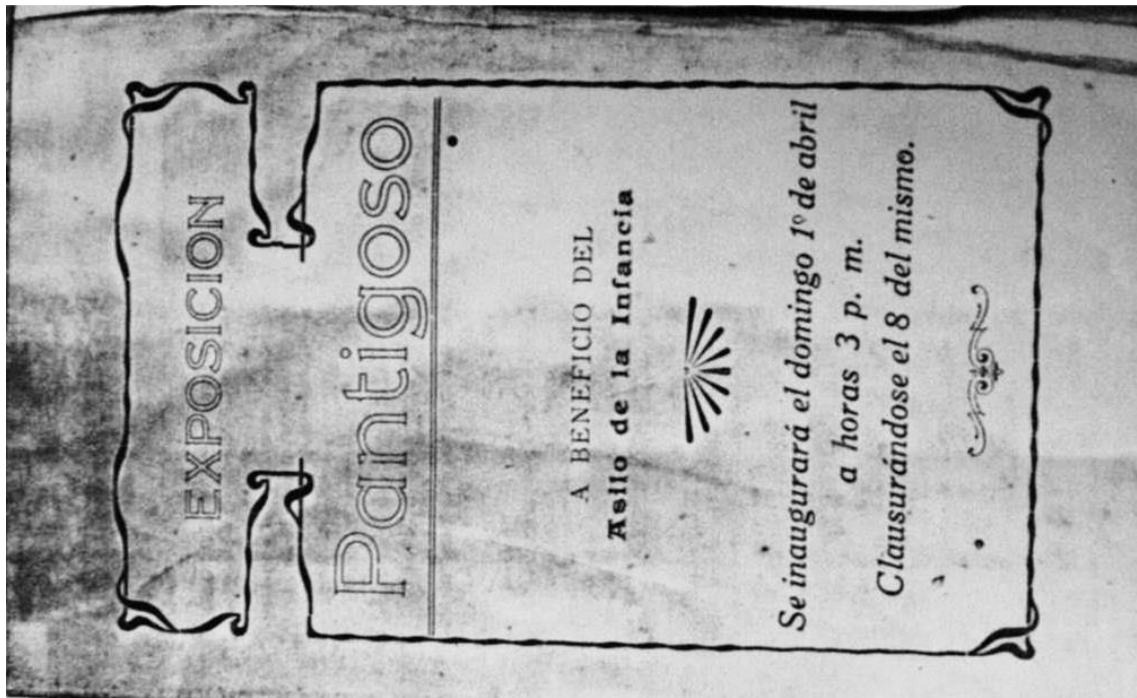 EXPOSICION
Pantigoso
A BENEFICIO DEL
Asilo de la Infancia
Se inaugurará el domingo 1º de abril
a horas 3 p. m.
Clausurándose el 8 del mismo.